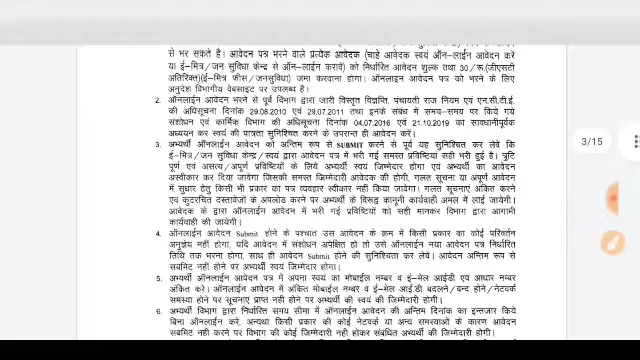 से भर सकते है। आवेदन पत्र भरने वाले प्रत्येक आवेदक (चाहे आवेदक स्वयं ऑन–लाईन आवेदन करें
या ई–मित्र/जन सुविधा केन्द्र से ऑन–लाईन करावे) को निर्धारित आवेदन शुल्क तथा 30/रू.(जीएसटी
अतिरिक्त)(ई–मित्र फीस/जनसुविधा) जमा करवाना होगा। ऑनलाइन आवेदन पत्र को भरने के लिए
अनुदेश विभागीय वेबसाइट पर उपलब्ध है।
2. ऑनलाईन आवेदन भरने से पूर्व विभाग द्वारा जारी विस्तृत विज्ञप्ति, पंचायती राज नियम एवं एन.सी.टी.ई.
की अधिसूचना दिनांक 29.08.2010 एवं 29.07.2011 तथा इनके संबंध में समय–समय पर किये गये
संशोधन एवं कार्मिक विभाग की अधिसूचना दिनांक 04.07.2016 एवं 21.10.2019 का सावधानीपूर्वक
अध्ययन कर स्वयं की पात्रता सुनिश्चित करने के उपरान्त ही आवेदन करें।
3. अभ्यर्थी ऑनलाईन आवेदन को अन्तिम रूप से SUBMIT करने से पूर्व यह सुनिश्चित कर लेवे कि
ई–मित्र/जन सुविधा केन्द्र/स्वयं द्वारा आवेदन पत्र में भरी गई समस्त प्रविष्टियां सही भरी हुई है। त्रुटि
पूर्ण एवं असत्य/अपूर्ण प्रविष्टियों के लिये अभ्यर्थी स्वयं जिम्मेदार होगा एवं अभ्यर्थी का आवेदन
अस्वीकार कर दिया जावेगा जिसकी समस्त जिम्मेदारी आवेदक की होगी, गलत सूचना या अपूर्ण आवेदन
में सुधार हेतु किसी भी प्रकार का पत्र व्यवहार स्वीकार नहीं किया जावेगा। गलत सूचनाएं अंकित करने
एवं कूटरचित दस्तावेजों के अपलोड करने पर अभ्यर्थी के विरूद्ध कानूनी कार्यवाही अमल में लाई जावेगी।
आवेदक के द्वारा ऑनलाईन आवेदन में भरी गई प्रविष्टियों को सही मानकर विभाग द्वारा आगामी
कार्यवाही की जायेगी।
3/15
4. ऑनलाईन आवेदन Submit होने के पश्चात उस आवेदन के क्रम में किसी प्रकार का कोई परिवर्तन
अनुज्ञेय नहीं होगा, यदि आवेदन में संशोधन अपेक्षित हो तो उसे ऑनलाईन नया आवेदन पत्र निर्धारित
तिथि तक भरना होगा, साथ ही आवेदन Submit होने की सुनिश्चितता कर लेवें। आवेदन अन्तिम रूप से
सबमिट नहीं होने पर अभ्यर्थी स्वयं जिम्मेदार होगा।
5. अभ्यर्थी ऑनलाईन आवेदन पत्र में अपना स्वयं का मोबाईल नम्बर व ई–मेल आईडी एवं आधार नम्बर
अंकित करे। ऑनलाईन आवेदन में अंकित मोबाईल नम्बर व ई–मेल आई.डी बदलने/बन्द होने/नेटवर्क
समस्या होने पर सूचनाएं प्राप्त नहीं होने पर अभ्यर्थी की स्वयं की जिम्मेदारी होगी।
6. अभ्यर्थी विभाग द्वारा निर्धारित समय सीमा में ऑनलाईन आवेदन की अन्तिम दिनांक का इन्तजार किये
बिना ऑनलाईन करे, अन्यथा किसी प्रकार की कोई नेटवर्क या अन्य समस्याओं के कारण आवेदन
सबमिट नही करने पर विभाग की कोई जिम्मेदारी नही होकर संबंधित अभ्यर्थी की जिम्मेदारी होगी।